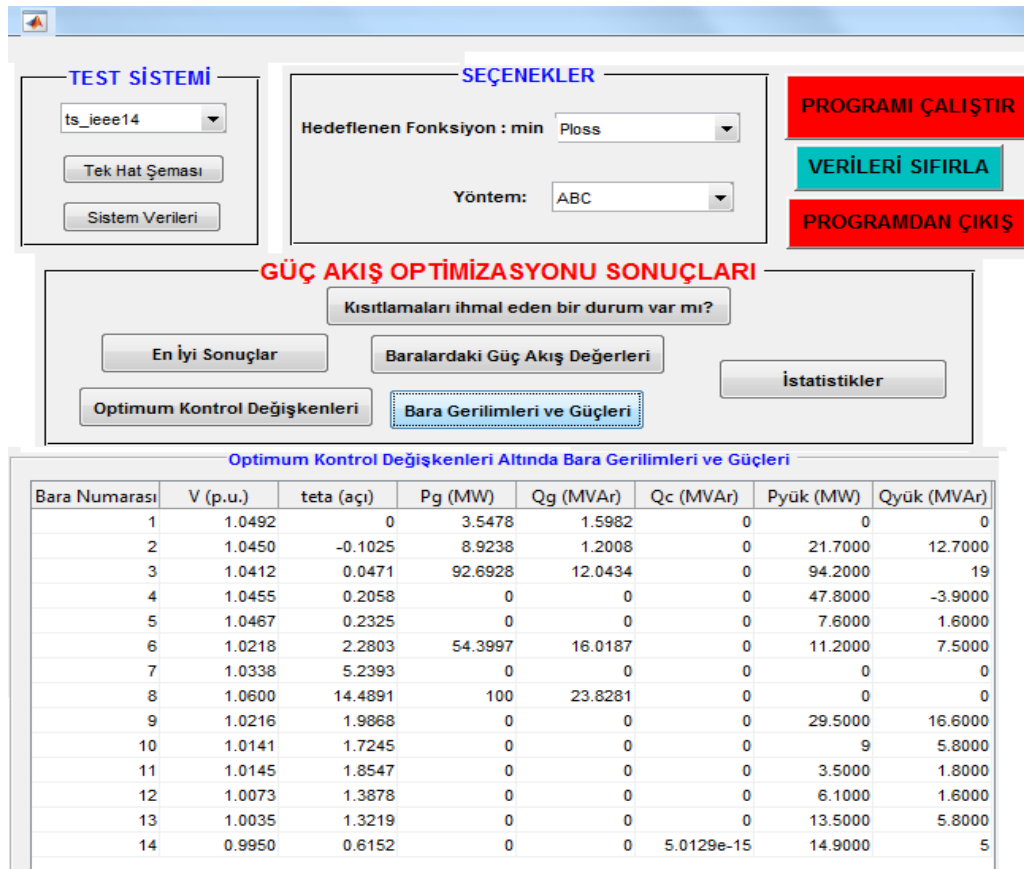 TEST SİSTEMİ
ts_ieee14
Tek Hat Şeması
Sistem Verileri
SEÇENEKLER
Hedeflenen Fonksiyon : min Ploss
Yöntem: ABC
PROGRAMI ÇALIŞTIR
VERİLERİ SIFIRLA
PROGRAMDAN ÇIKIŞ
GÜÇ AKIŞ OPTİMİZASYONU SONUÇLARI
Kısıtlamaları ihmal eden bir durum var mı?
En İyi Sonuçlar
Baralardaki Güç Akış Değerleri
İstatistikler
Optimum Kontrol Değişkenleri
Bara Gerilimleri ve Güçleri
Optimum Kontrol Değişkenleri Altında Bara Gerilimleri ve Güçleri
Bara Numarası V (p.u.) teta (açı) Pg (MW) Qg (MVAr) Qc (MVAr) Pyük (MW) Qyük (MVAr)
1 1.0492 0 3.5478 1.5982 0 0 0
2 1.0450 -0.1025 8.9238 1.2008 0 21.7000 12.7000
3 1.0412 0.0471 92.6928 12.0434 0 94.2000 19
4 1.0455 0.2058 0 0 0 47.8000 -3.9000
5 1.0467 0.2325 0 0 0 7.6000 1.6000
6 1.0218 2.2803 54.3997 16.0187 0 11.2000 7.5000
7 1.0338 5.2393 0 0 0 0 0
8 1.0600 14.4891 100 23.8281 0 0 0
9 1.0216 1.9868 0 0 0 29.5000 16.6000
10 1.0141 1.7245 0 0 0 9 5.8000
11 1.0145 1.8547 0 0 0 3.5000 1.8000
12 1.0073 1.3878 0 0 0 6.1000 1.6000
13 1.0035 1.3219 0 0 0 13.5000 5.8000
14 0.9950 0.6152 0 0 5.0129e-15 14.9000 5